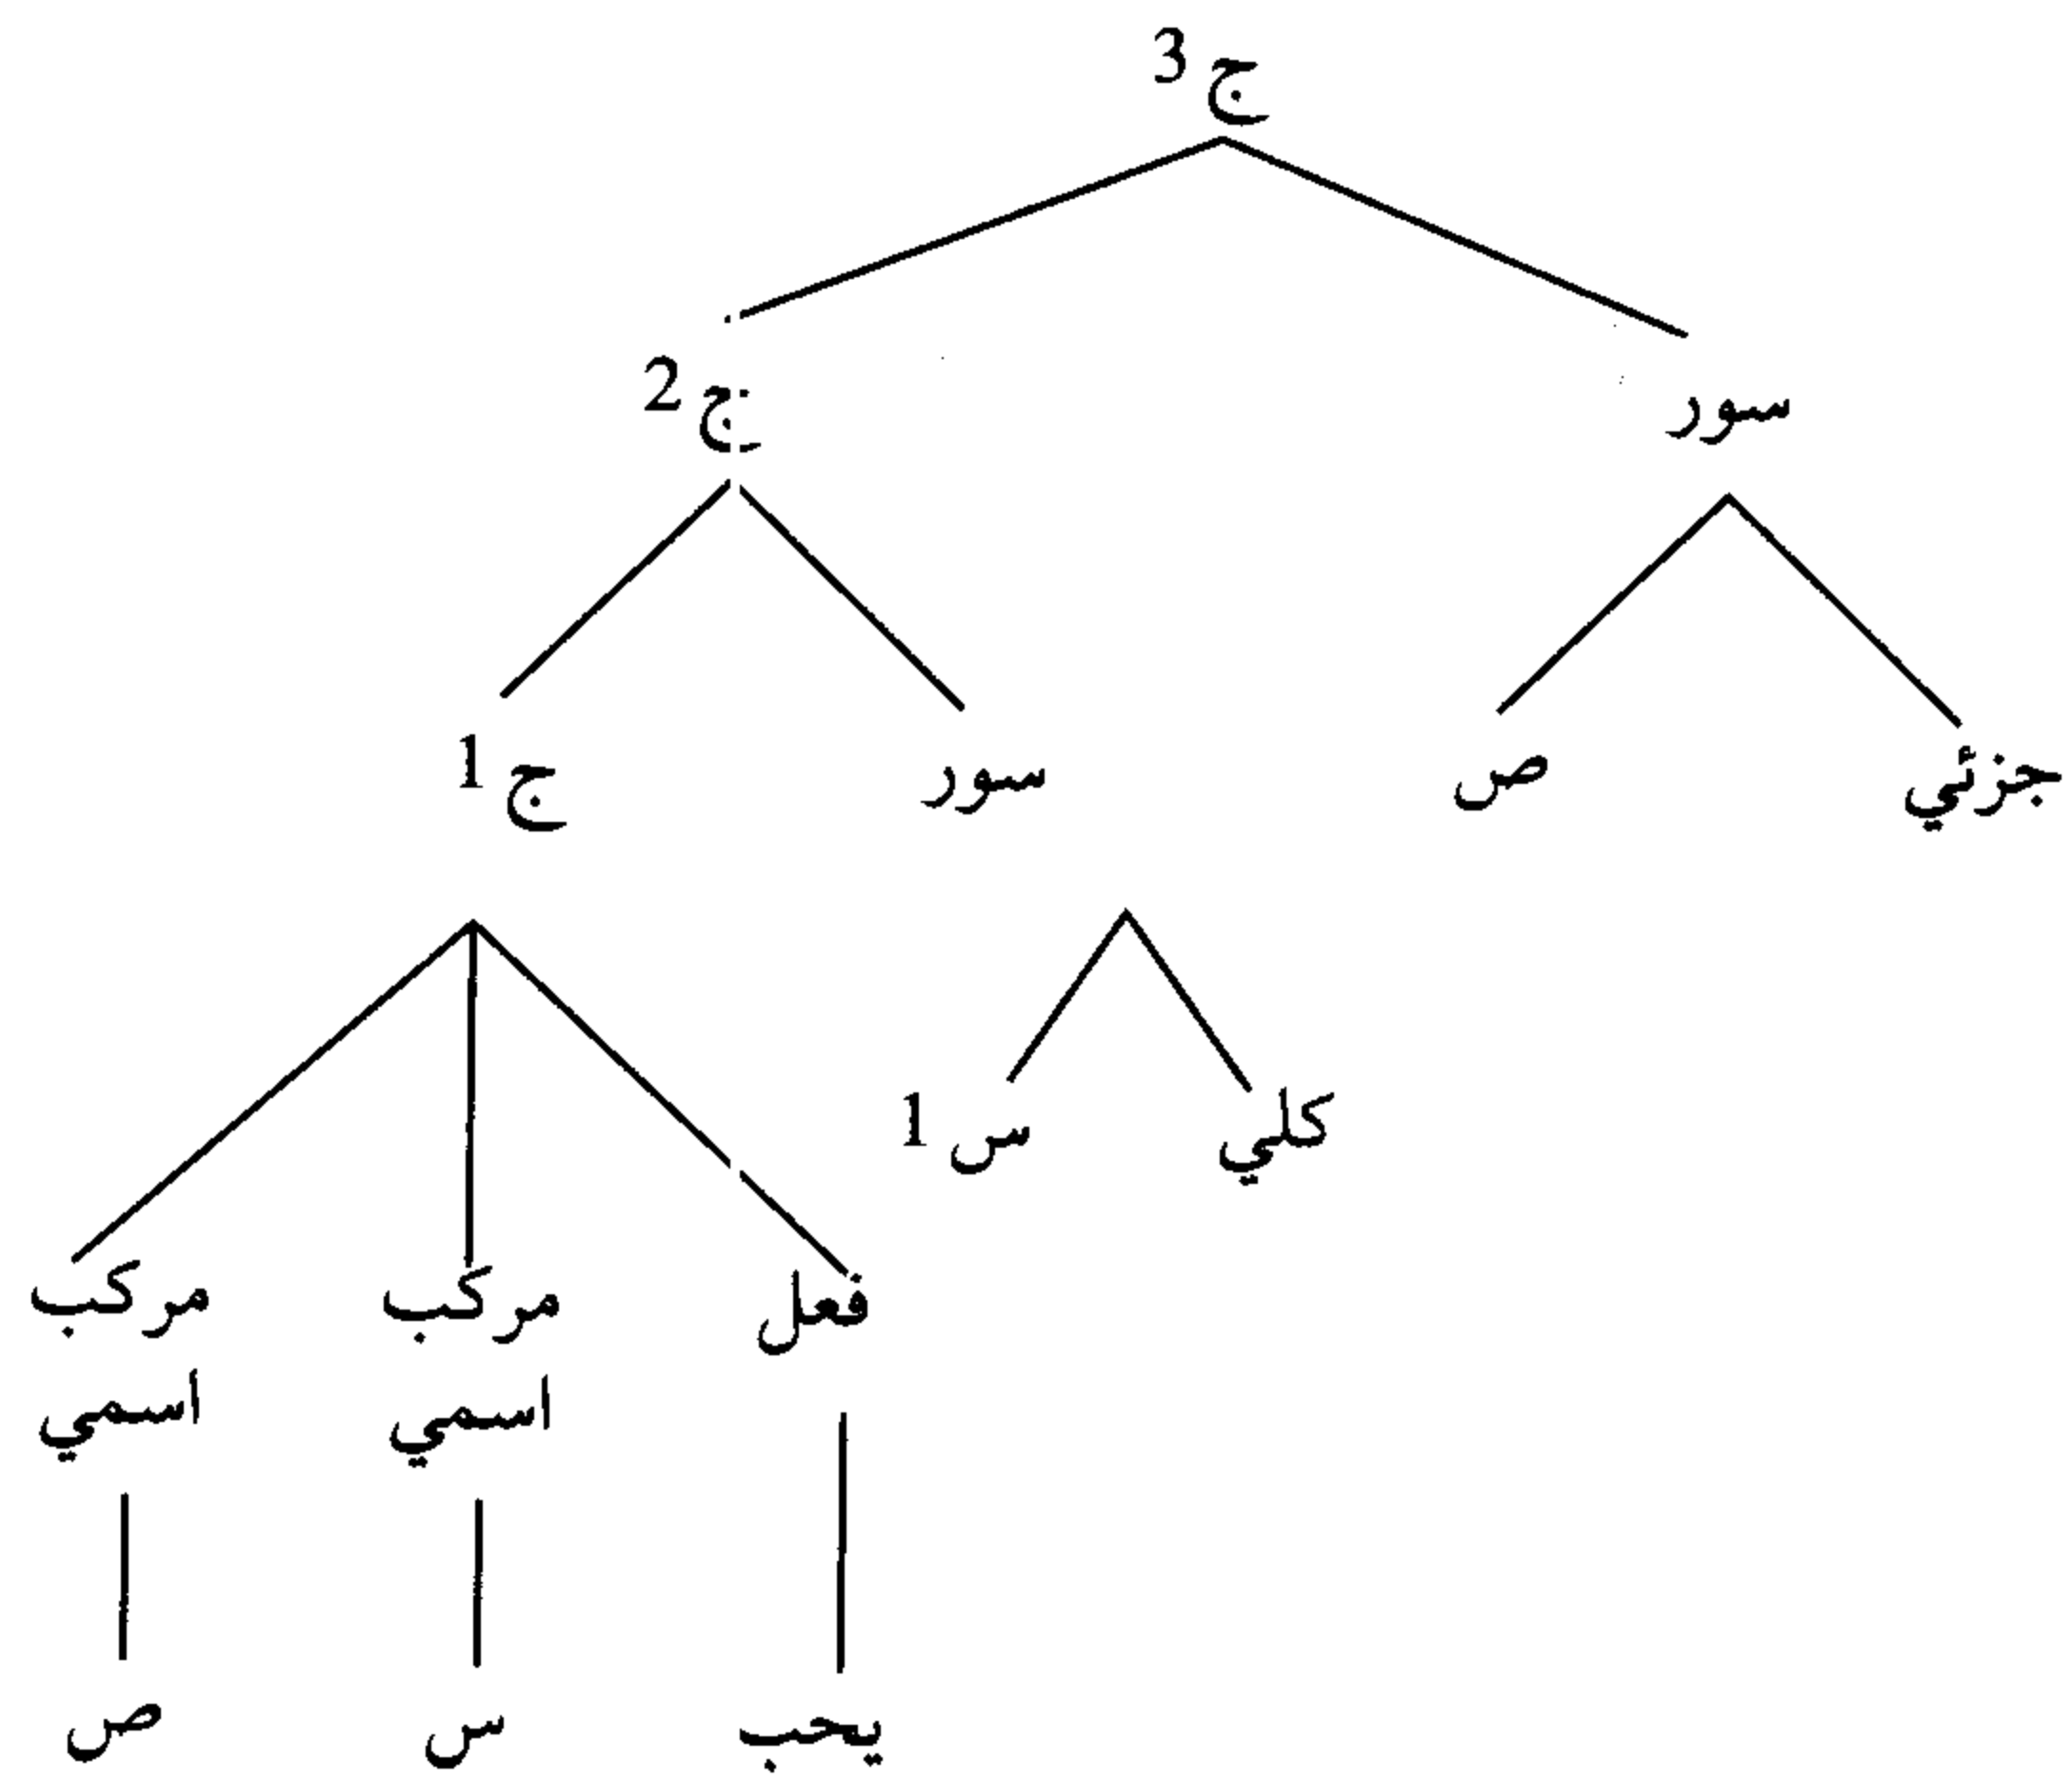 ج 3
سور ج 2
جزئي ص سور ج 1
كلي س 1
فعل مركب مركب
اسمي اسمي
يحب س ص